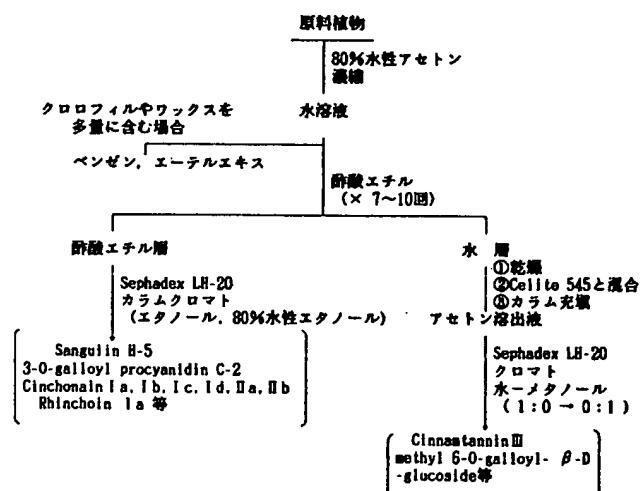 原料植物
80%水性アセトン
濃縮
クロロフィルやワックスを
多量に含む場合
水溶液
ベンゼン, エーテルエキス
酢酸エチル
(× 7〜10回)
酢酸エチル層
水 層
①乾燥
②Celite 545と混合
③カラム充塡
Sephadex LH-20
カラムクロマト
(エタノール, 80%水性エタノール)
アセトン溶出液
Sanguiin H-5
3-O-galloyl procyanidin C-2
Cinchonain Ⅰa, Ⅰb, Ⅰc, Ⅰd, Ⅱa, Ⅱb
Rhinchoin Ⅰa 等
Sephadex LH-20
クロマト
水-メタノール
(1:0 → 0:1)
Cinnamtannin Ⅲ
methyl 6-O-galloyl- β-D
-glucoside等